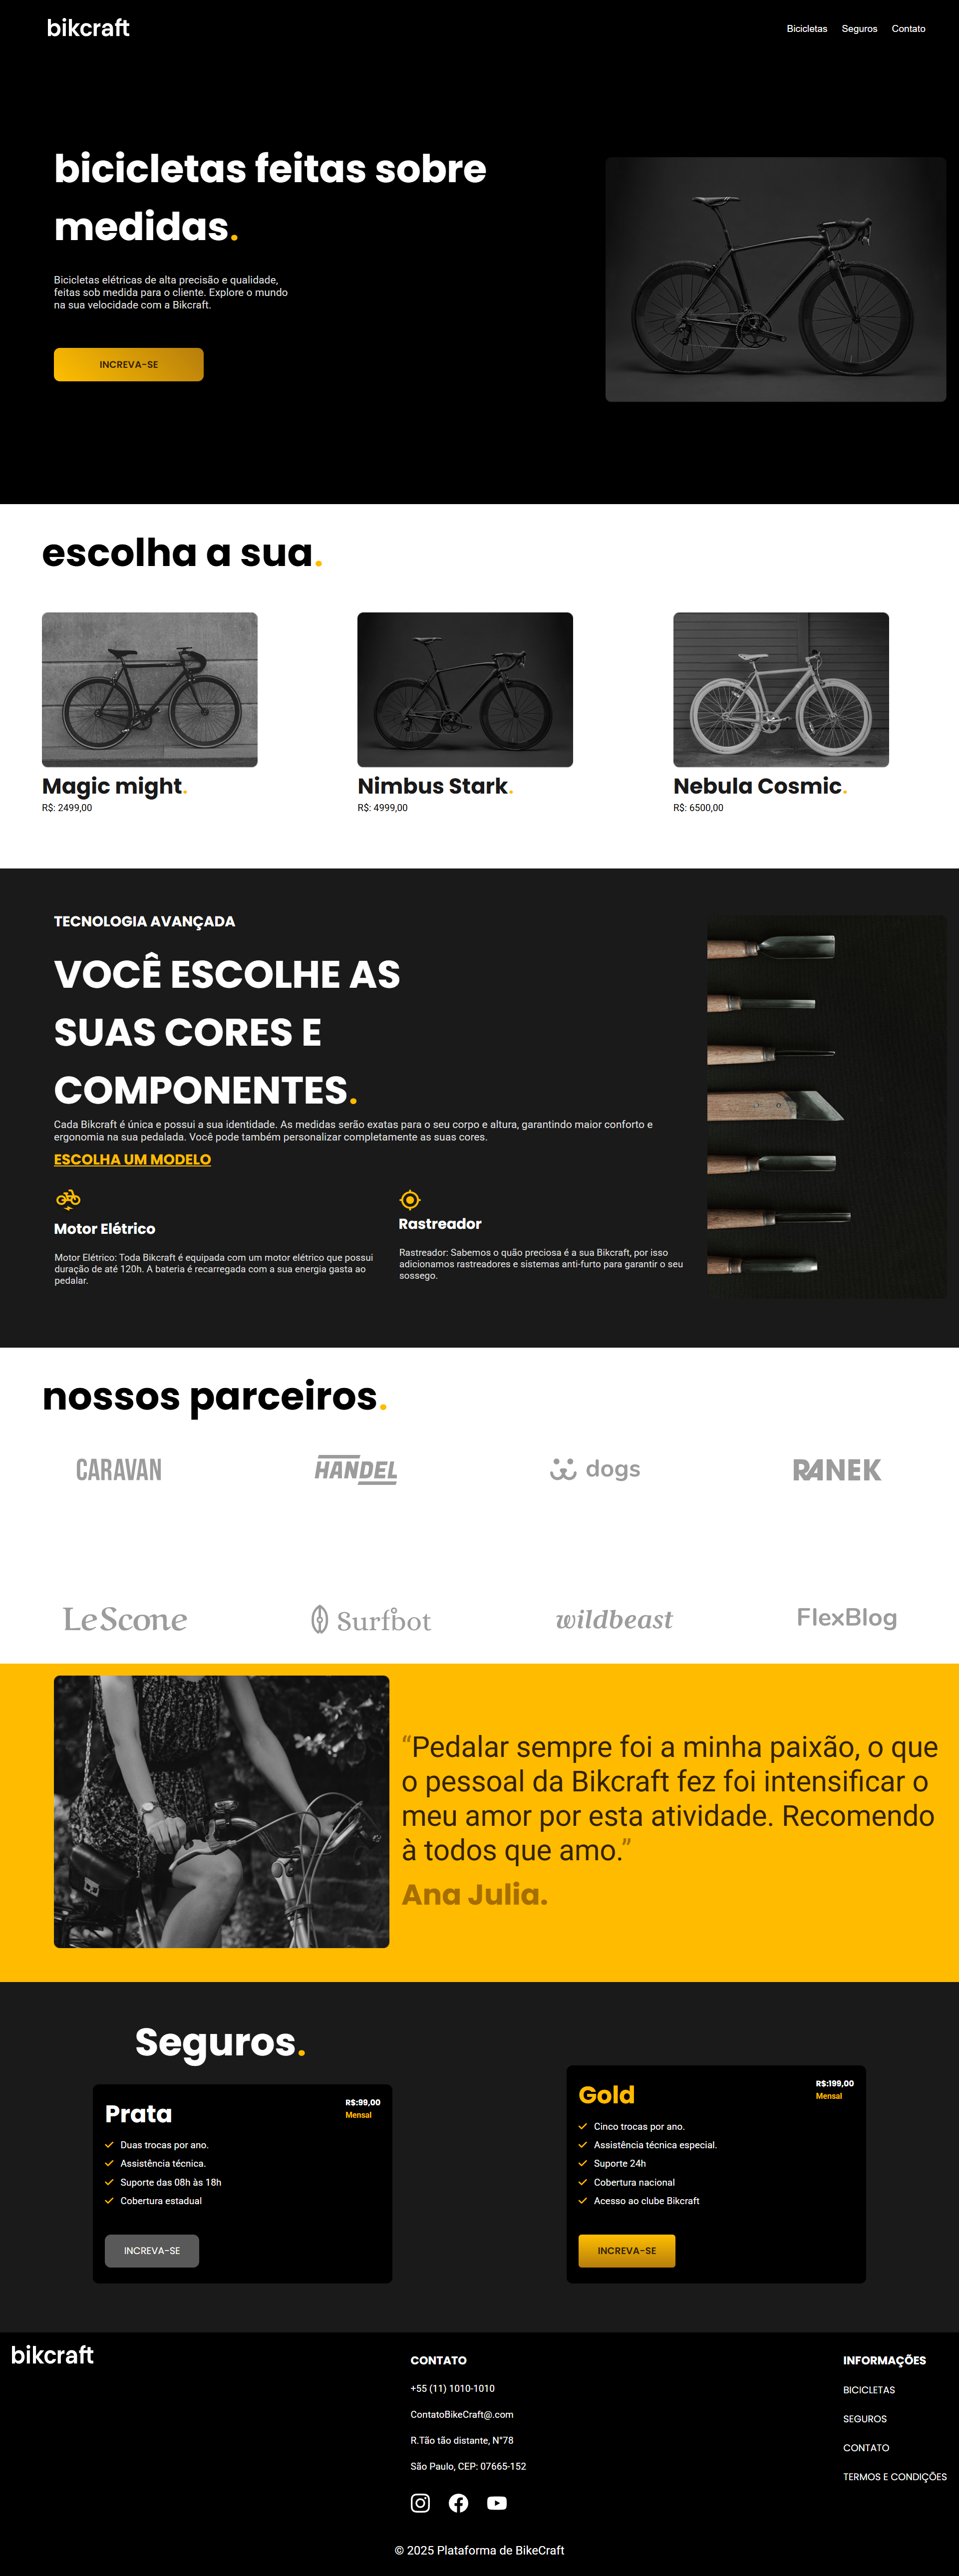 bikcraft
Bicicletas Seguros Contato
bicicletas feitas sobre
medidas.
Bicicletas elétricas de alta precisão e qualidade,
feitas sob medida para o cliente. Explore o mundo
na sua velocidade com a Bikcraft.
INCREVA-SE
escolha a sua.
Magic might.
R$: 2499,00
Nimbus Stark.
R$: 4999,00
Nebula Cosmic.
R$: 6500,00
TECNOLOGIA AVANÇADA
VOCÊ ESCOLHE AS
SUAS CORES E
COMPONENTES.
Cada Bikcraft é única e possui a sua identidade. As medidas serão exatas para o seu corpo e altura, garantindo maior conforto e
ergonomia na sua pedalada. Você pode também personalizar completamente as suas cores.
ESCOLHA UM MODELO
Motor Elétrico
Motor Elétrico: Toda Bikcraft é equipada com um motor elétrico que possui
duração de até 120h. A bateria é recarregada com a sua energia gasta ao
pedalar.
Rastreador
Rastreador: Sabemos o quão preciosa é a sua Bikcraft, por isso
adicionamos rastreadores e sistemas anti-furto para garantir o seu
sossego.
nossos parceiros.
CARAVAN
HANDEL
dogs
RANEK
LeScone
Surfbot
wildbeast
FlexBlog
“Pedalar sempre foi a minha paixão, o que
o pessoal da Bikcraft fez foi intensificar o
meu amor por esta atividade. Recomendo
à todos que amo.”
Ana Julia.
Seguros.
Prata
R$:99,00
Mensal
Duas trocas por ano.
Assistência técnica.
Suporte das 08h às 18h
Cobertura estadual
INCREVA-SE
Gold
R$:199,00
Mensal
Cinco trocas por ano.
Assistência técnica especial.
Suporte 24h
Cobertura nacional
Acesso ao clube Bikcraft
INCREVA-SE
bikcraft
CONTATO
+55 (11) 1010-1010
ContatoBikeCraft@.com
R.Tão tão distante, N°78
São Paulo, CEP: 07665-152
INFORMAÇÕES
BICICLETAS
SEGUROS
CONTATO
TERMOS E CONDIÇÕES
© 2025 Plataforma de BikeCraft